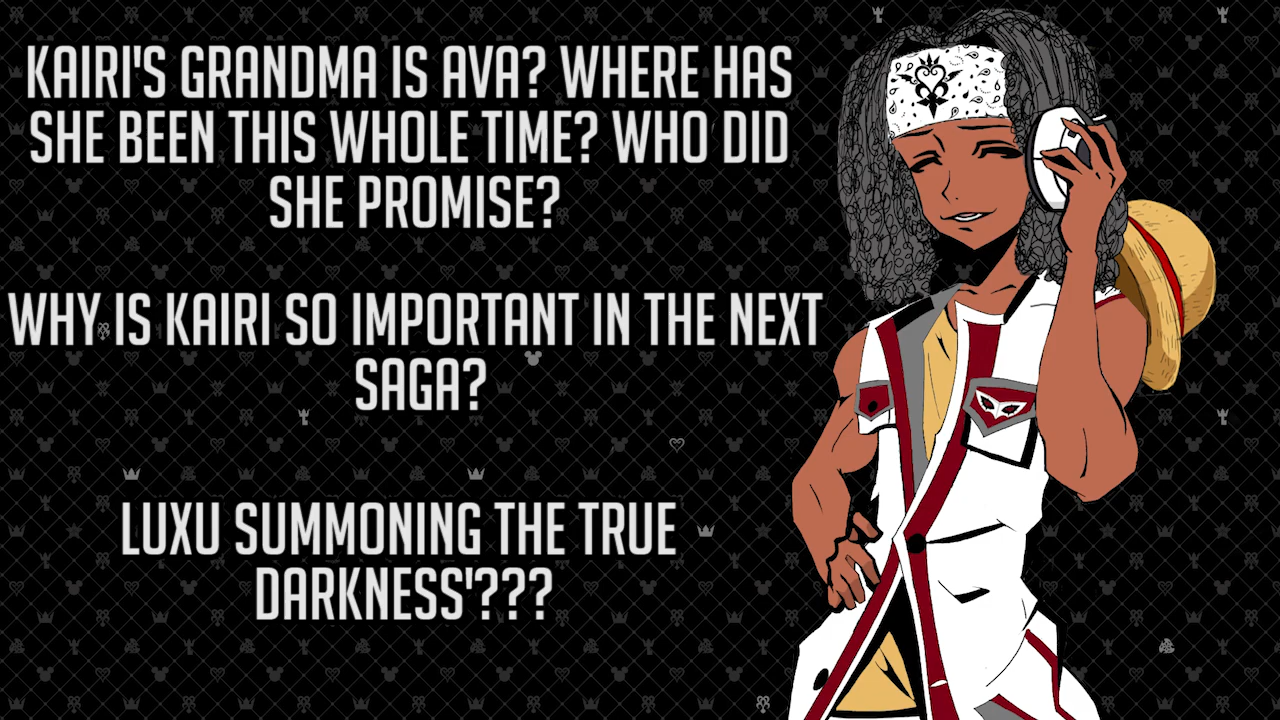 KAIRI'S GRANDMA IS AVA? WHERE HAS
SHE BEEN THIS WHOLE TIME? WHO DID
SHE PROMISE?
WHY IS KAIRI SO IMPORTANT IN THE NEXT
SAGA?
LUXU SUMMONING THE TRUE
DARKNESS'???